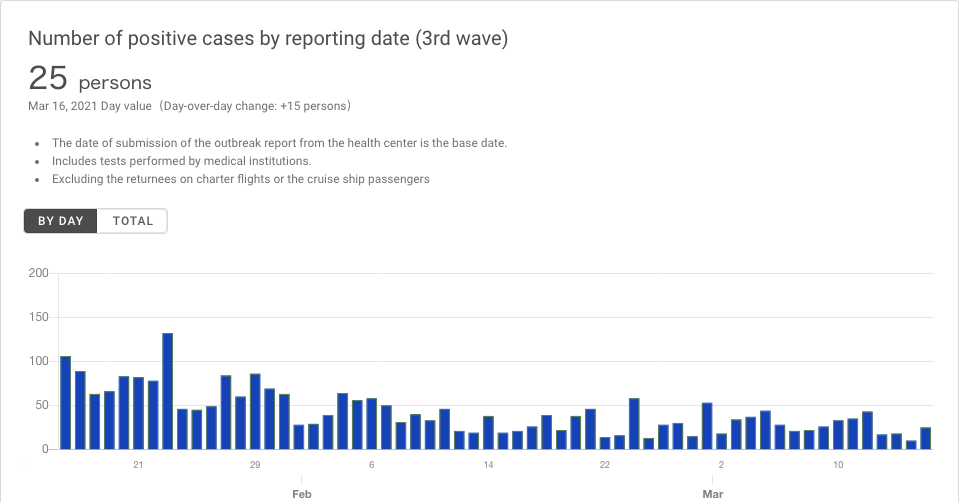 Number of positive cases by reporting date (3rd wave)
25 persons
Mar 16, 2021 Day value（Day-over-day change: +15 persons）
• The date of submission of the outbreak report from the health center is the base date.
• Includes tests performed by medical institutions.
• Excluding the returnees on charter flights or the cruise ship passengers
BY DAY TOTAL
200
150
100
50
0
21 29 6 14 22 2 10
Feb Mar